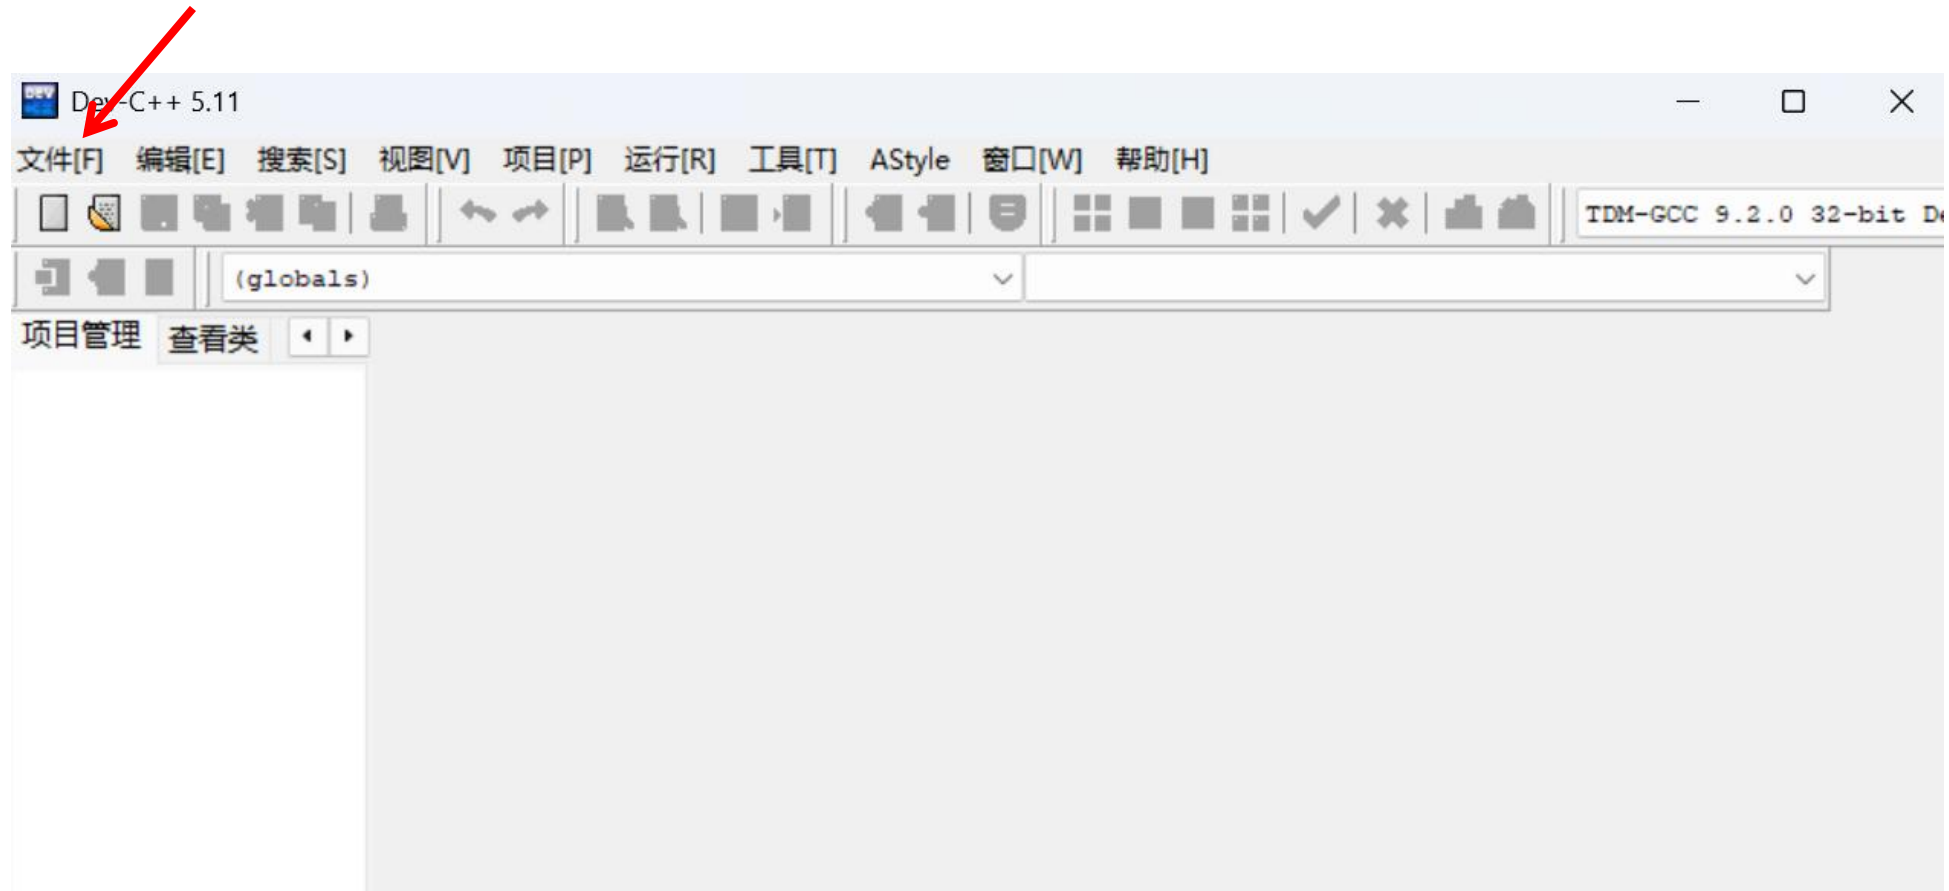 Dev-C++ 5.11
文件[F] 编辑[E] 搜索[S] 视图[V] 项目[P] 运行[R] 工具[T] AStyle 窗口[W] 帮助[H]
TDM-GCC 9.2.0 32-bit De
(globals)
项目管理 查看类